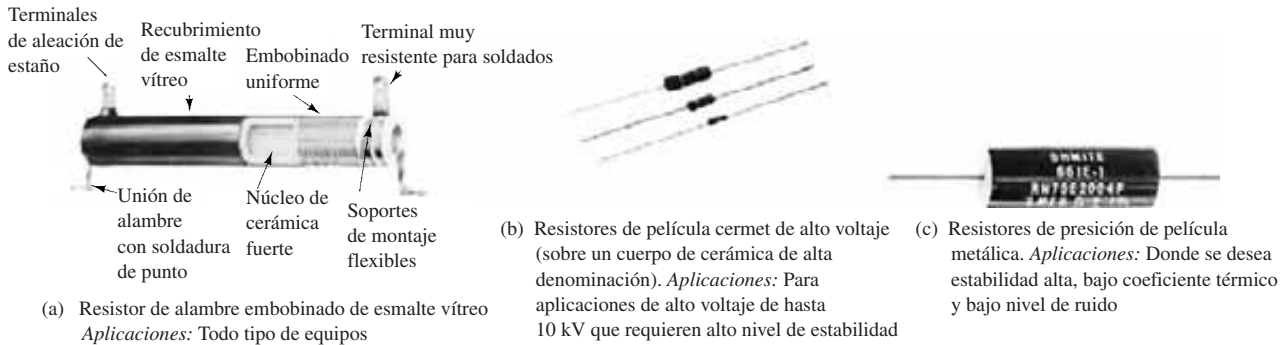 Terminales
de aleación de
estaño
Recubrimiento
de esmalte
vítreo
Embobinado
uniforme
Terminal muy
resistente para soldados
Unión de
alambre
con soldadura
de punto
Núcleo de
cerámica
fuerte
Soportes
de montaje
flexibles
(a) Resistor de alambre embobinado de esmalte vítreo
Aplicaciones: Todo tipo de equipos
(b) Resistores de película cermet de alto voltaje
(sobre un cuerpo de cerámica de alta
denominación). Aplicaciones: Para
aplicaciones de alto voltaje de hasta
10 kV que requieren alto nivel de estabilidad
OHMITE
661E-1
RN75E2004F
(c) Resistores de presición de película
metálica. Aplicaciones: Donde se desea
estabilidad alta, bajo coeficiente térmico
y bajo nivel de ruido